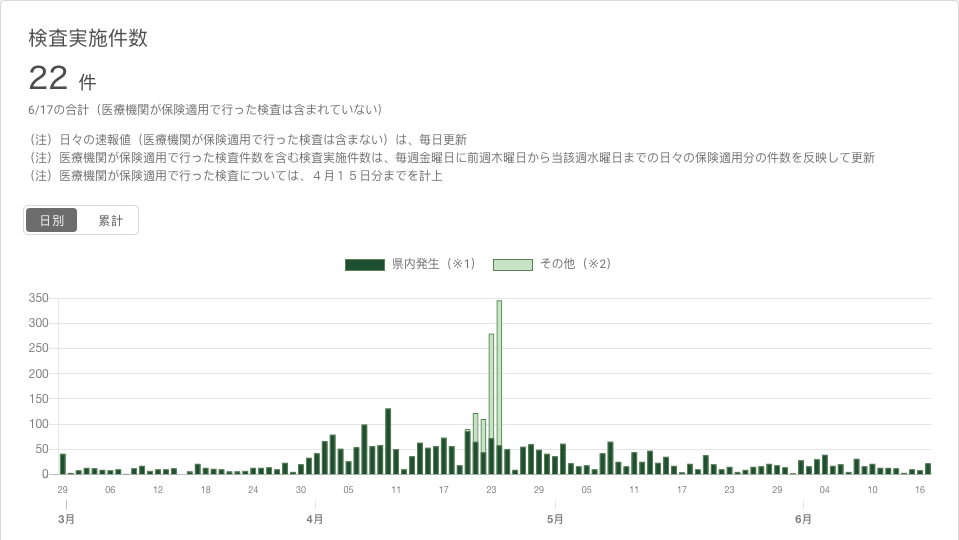 検査実施件数
22 件
6/17の合計（医療機関が保険適用で行った検査は含まれていない）
（注）日々の速報値（医療機関が保険適用で行った検査は含まない）は、毎日更新
（注）医療機関が保険適用で行った検査件数を含む検査実施件数は、毎週金曜日に前週木曜日から当該週水曜日までの日々の保険適用分の件数を反映して更新
（注）医療機関が保険適用で行った検査については、４月１５日分までを計上
日別 累計
県内発生（※1） その他（※2）
350
300
250
200
150
100
50
0
29 06 12 18 24 30 05 11 17 23 29 05 11 17 23 29 04 10 16
3月 4月 5月 6月